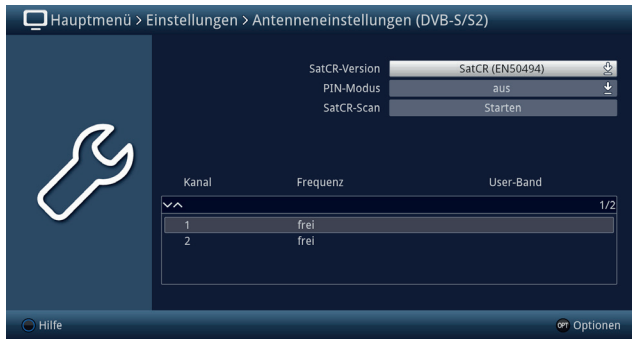 Hauptmenü > Einstellungen > Antenneneinstellungen (DVB-S/S2)
SatCR-Version SatCR (EN50494)
PIN-Modus aus
SatCR-Scan Starten
Kanal Frequenz User-Band
1/2
1 frei
2 frei
Hilfe OPT Optionen